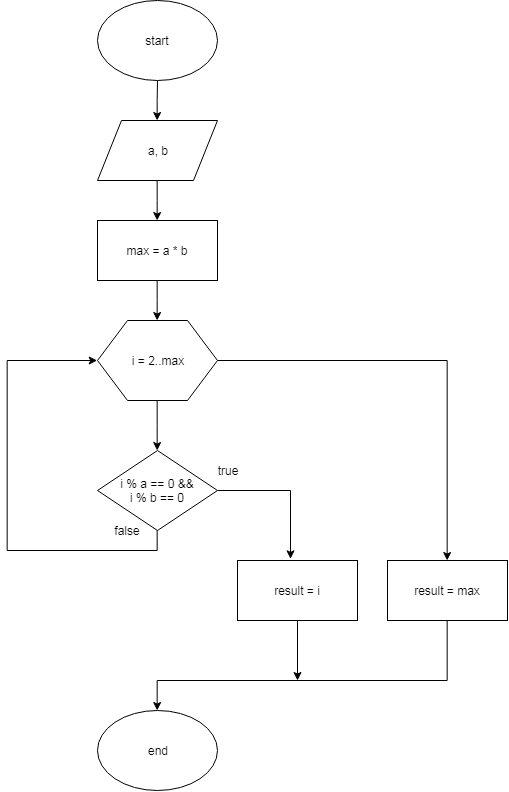 start
a, b
max = a * b
i = 2..max
i % a == 0 &&
i % b == 0
true
false
result = i
result = max
end